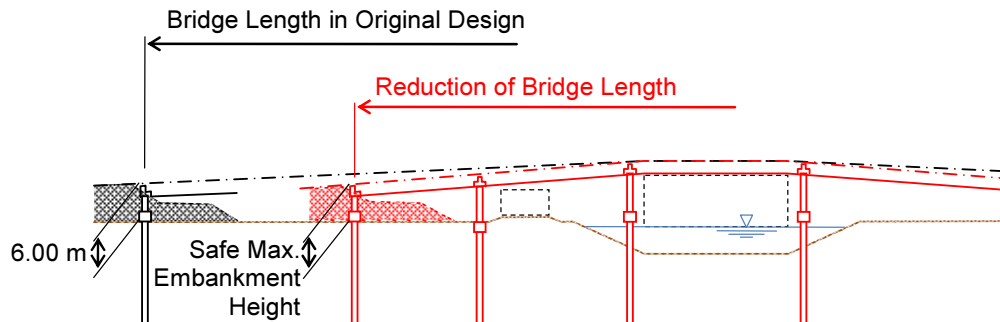 Bridge Length in Original Design
Reduction of Bridge Length
6.00 m
Safe Max.
Embankment
Height